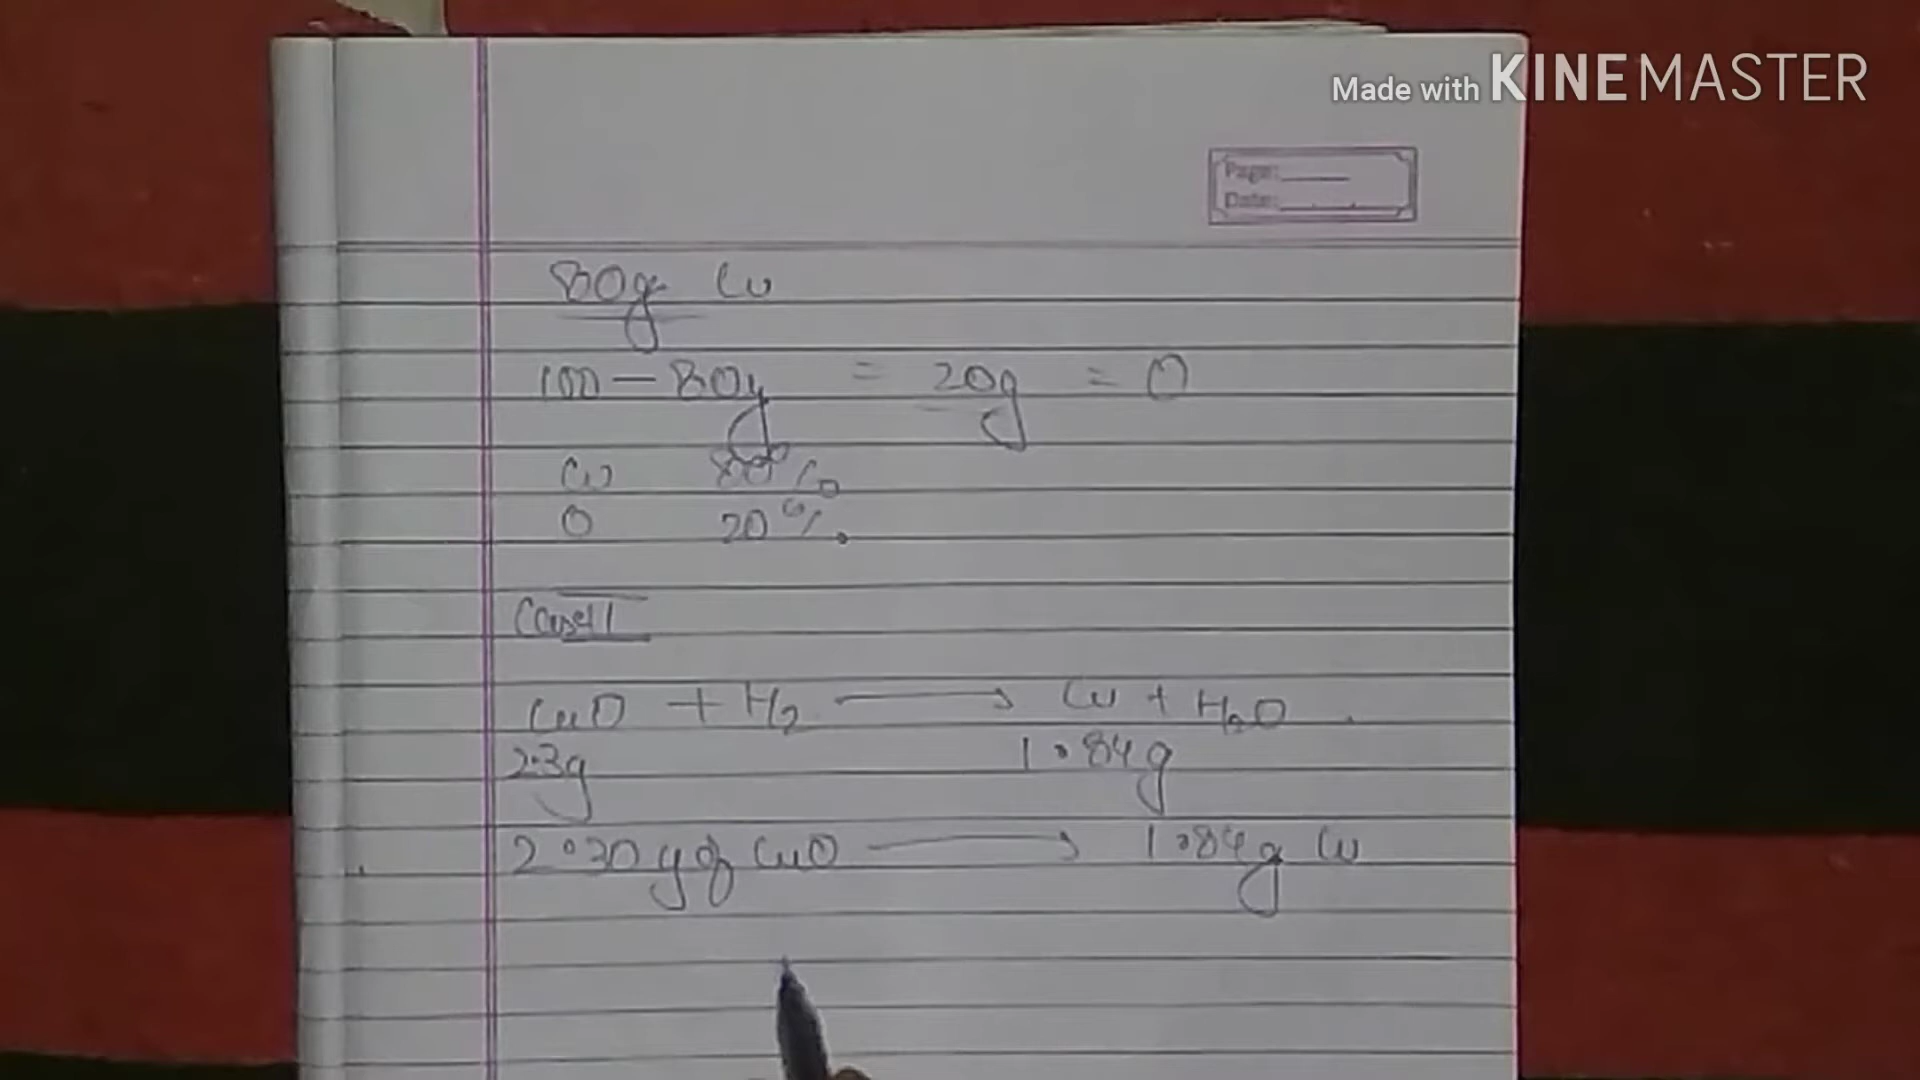 Made with KINEMASTER
Page:
Date:
80g Cu
100 - 80g = 20g = O
Cu 80%
O 20%.
Case II
CuO + H2 → Cu + H2O
2.3g 1.84g
2.30 g of CuO → 1.84g Cu